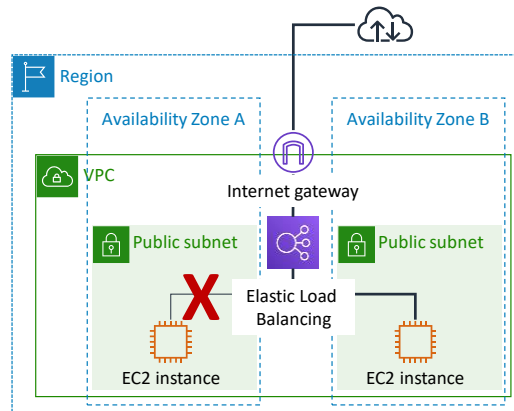 Region
Availability Zone A
Availability Zone B
VPC
Internet gateway
Public subnet
Public subnet
Elastic Load
Balancing
EC2 instance
EC2 instance